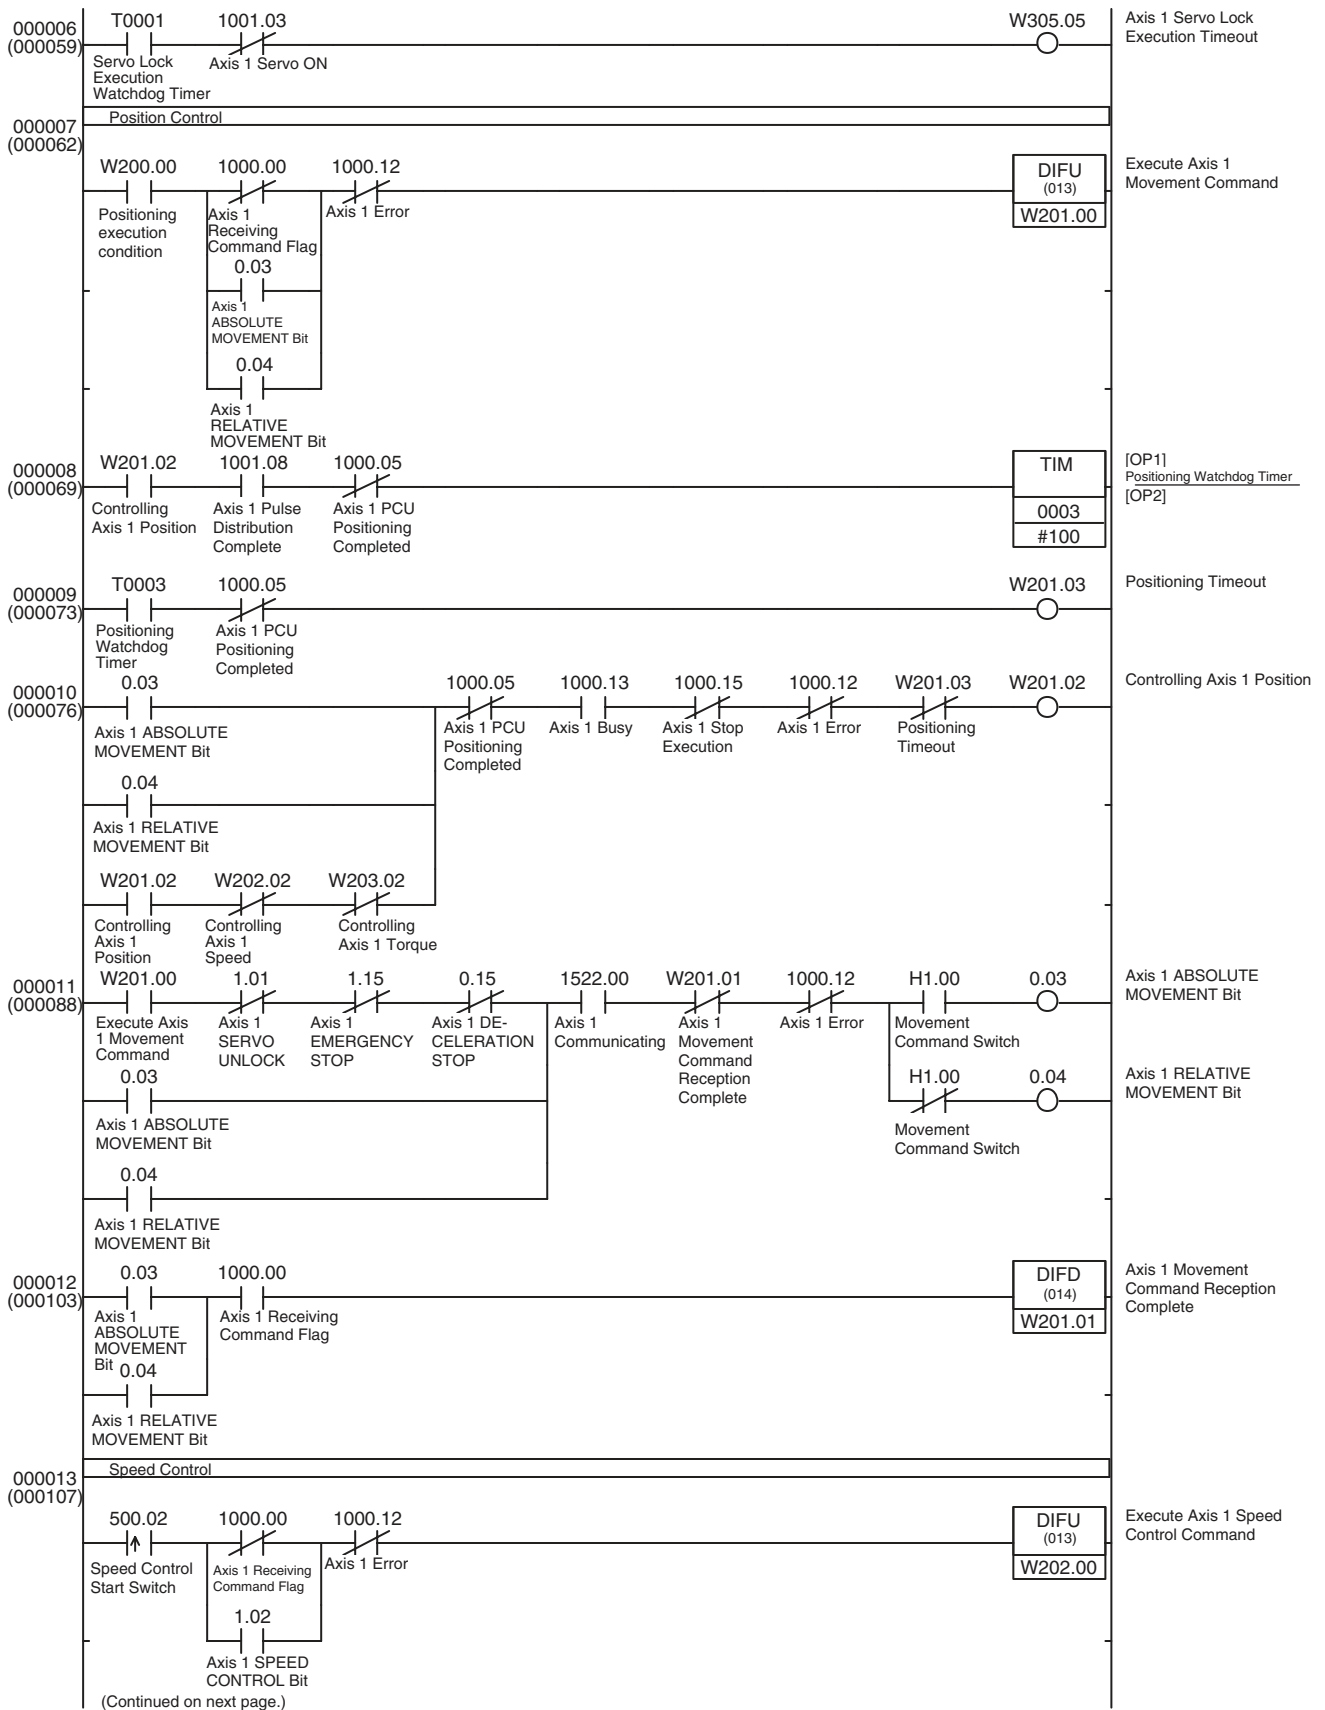 000006
(000059)
T0001 1001.03 W305.05
Servo Lock
Execution
Watchdog Timer
Axis 1 Servo ON
Axis 1 Servo Lock
Execution Timeout
000007
(000062)
Position Control
W200.00 1000.00 1000.12
Positioning
execution
condition
Axis 1
Receiving
Command Flag
Axis 1 Error
DIFU
(013)
W201.00
Execute Axis 1
Movement Command
0.03
Axis 1
ABSOLUTE
MOVEMENT Bit
0.04
Axis 1
RELATIVE
MOVEMENT Bit
000008
(000069)
W201.02 1001.08 1000.05
Controlling
Axis 1 Position
Axis 1 Pulse
Distribution
Complete
Axis 1 PCU
Positioning
Completed
TIM
0003
#100
[OP1]
Positioning Watchdog Timer
[OP2]
000009
(000073)
T0003 1000.05 W201.03
Positioning
Watchdog
Timer
Axis 1 PCU
Positioning
Completed
Positioning Timeout
000010
(000076)
0.03 1000.05 1000.13 1000.15 1000.12 W201.03 W201.02
Axis 1 ABSOLUTE
MOVEMENT Bit
Axis 1 PCU
Positioning
Completed
Axis 1 Busy
Axis 1 Stop
Execution
Axis 1 Error
Positioning
Timeout
Controlling Axis 1 Position
0.04
Axis 1 RELATIVE
MOVEMENT Bit
W201.02 W202.02 W203.02
Controlling
Axis 1
Position
Controlling
Axis 1
Speed
Controlling
Axis 1 Torque
000011
(000088)
W201.00 1.01 1.15 0.15 1522.00 W201.01 1000.12 H1.00 0.03
Execute Axis
1 Movement
Command
Axis 1
SERVO
UNLOCK
Axis 1
EMERGENCY
STOP
Axis 1 DE-
CELERATION
STOP
Axis 1
Communicating
Axis 1
Movement
Command
Reception
Complete
Axis 1 Error
Movement
Command Switch
Axis 1 ABSOLUTE
MOVEMENT Bit
0.03
Axis 1 ABSOLUTE
MOVEMENT Bit
H1.00 0.04
Movement
Command Switch
Axis 1 RELATIVE
MOVEMENT Bit
0.04
Axis 1 RELATIVE
MOVEMENT Bit
000012
(000103)
0.03 1000.00
Axis 1
ABSOLUTE
MOVEMENT
Bit
Axis 1 Receiving
Command Flag
DIFD
(014)
W201.01
Axis 1 Movement
Command Reception
Complete
0.04
Axis 1 RELATIVE
MOVEMENT Bit
000013
(000107)
Speed Control
500.02 1000.00 1000.12
Speed Control
Start Switch
Axis 1 Receiving
Command Flag
Axis 1 Error
DIFU
(013)
W202.00
Execute Axis 1 Speed
Control Command
1.02
Axis 1 SPEED
CONTROL Bit
(Continued on next page.)